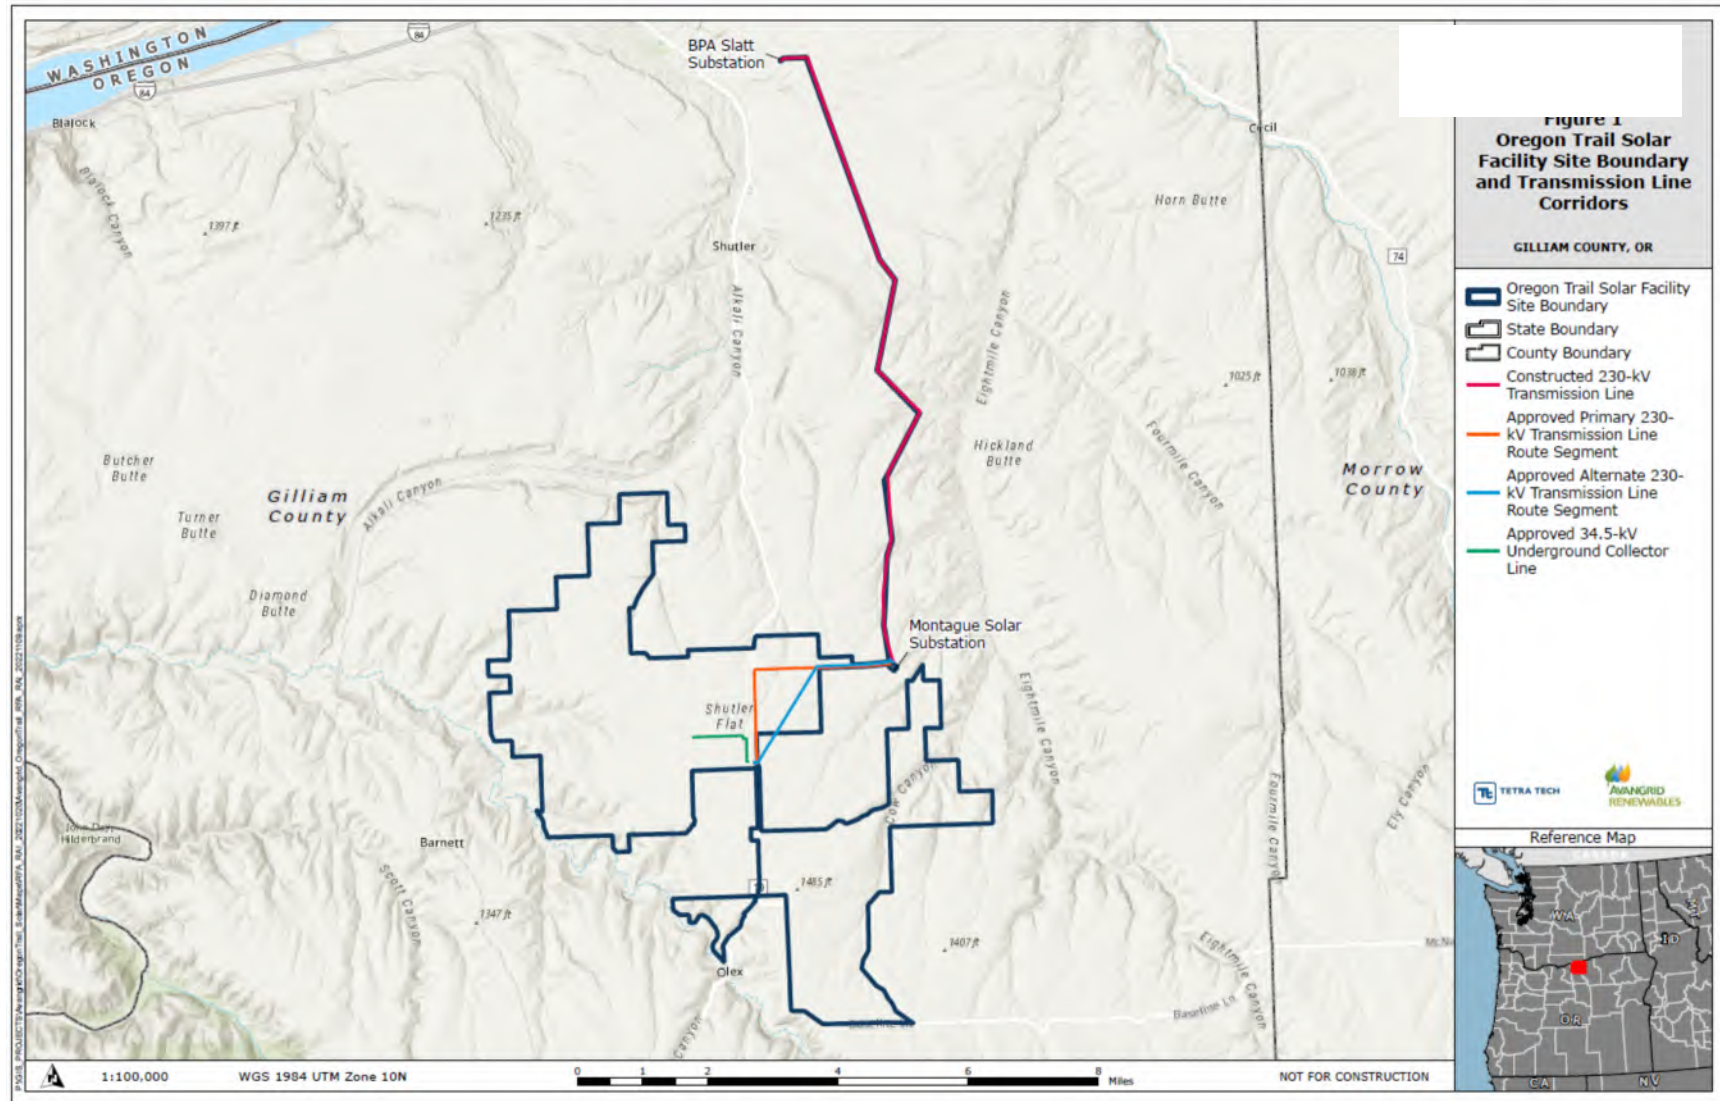 WASHINGTON
OREGON
84
84
Blalock
Blalock Canyon
1397 ft
1235 ft
BPA Slatt
Substation
Shutler
Alkali Canyon
Cecil
Horn Butte
74
Eightmile Canyon
1025 ft
1038 ft
Fourmile Canyon
Hickland
Butte
Morrow
County
Butcher
Butte
Gilliam
County
Alkali Canyon
Turner
Butte
Diamond
Butte
Montague Solar
Substation
Shutler
Flat
Eightmile Canyon
Cow Canyon
Fourmile Canyon
Ely Canyon
Hilderbrand
Barnett
Scott Canyon
1347 ft
19
1485 ft
1407 ft
Olex
Canyon
Eightmile Canyon
Baseline Ln
Baseline Ln
1:100,000
WGS 1984 UTM Zone 10N
0 1 2 4 6 8
Miles
NOT FOR CONSTRUCTION
Figure 1
Oregon Trail Solar
Facility Site Boundary
and Transmission Line
Corridors
GILLIAM COUNTY, OR
Oregon Trail Solar Facility
Site Boundary
State Boundary
County Boundary
Constructed 230-kV
Transmission Line
Approved Primary 230-
kV Transmission Line
Route Segment
Approved Alternate 230-
kV Transmission Line
Route Segment
Approved 34.5-kV
Underground Collector
Line
TETRA TECH
AVANGRID
RENEWABLES
Reference Map
WA
MT
ID
OR
CA
NV